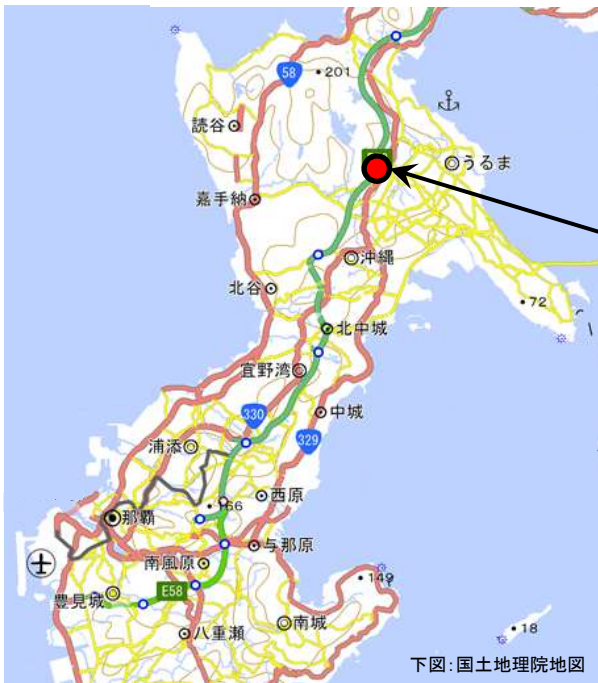 58
201
読谷
うるま
嘉手納
沖縄
北谷
72
北中城
宜野湾
330
中城
329
浦添
西原
166
那覇
与那原
南風原
149
E58
豊見城
南城
18
八重瀬
下図:国土地理院地図